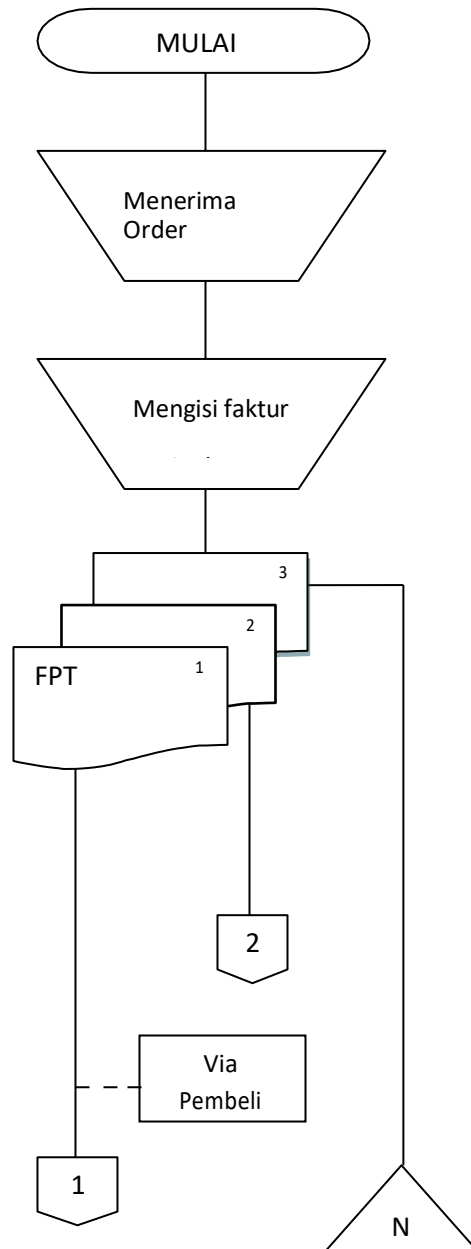 MULAI
Menerima
Order
Mengisi faktur
3
2
FPT 1
2
Via
Pembeli
1
N